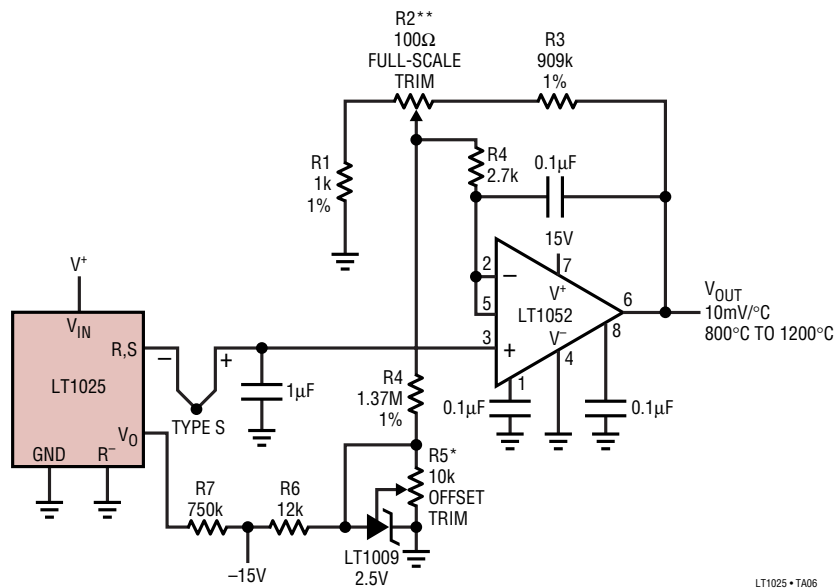 R2**
100Ω
FULL-SCALE
TRIM
R3
909k
1%
R1
1k
1%
R4
2.7k
0.1µF
15V
7
V+
2
–
5
LT1052
6
3
+
V–
4
8
1
VOUT
10mV/°C
800°C TO 1200°C
V+
VIN
R,S
–
+
LT1025
VO
GND
R–
TYPE S
1µF
R4
1.37M
1%
0.1µF
0.1µF
R5*
10k
OFFSET
TRIM
R7
750k
R6
12k
–15V
LT1009
2.5V
LT1025 • TA06